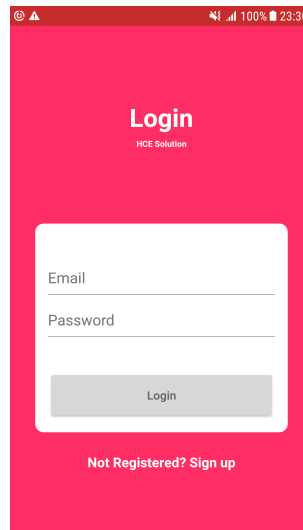 100% 23:30
Login
HCE Solution
Email
Password
Login
Not Registered? Sign up